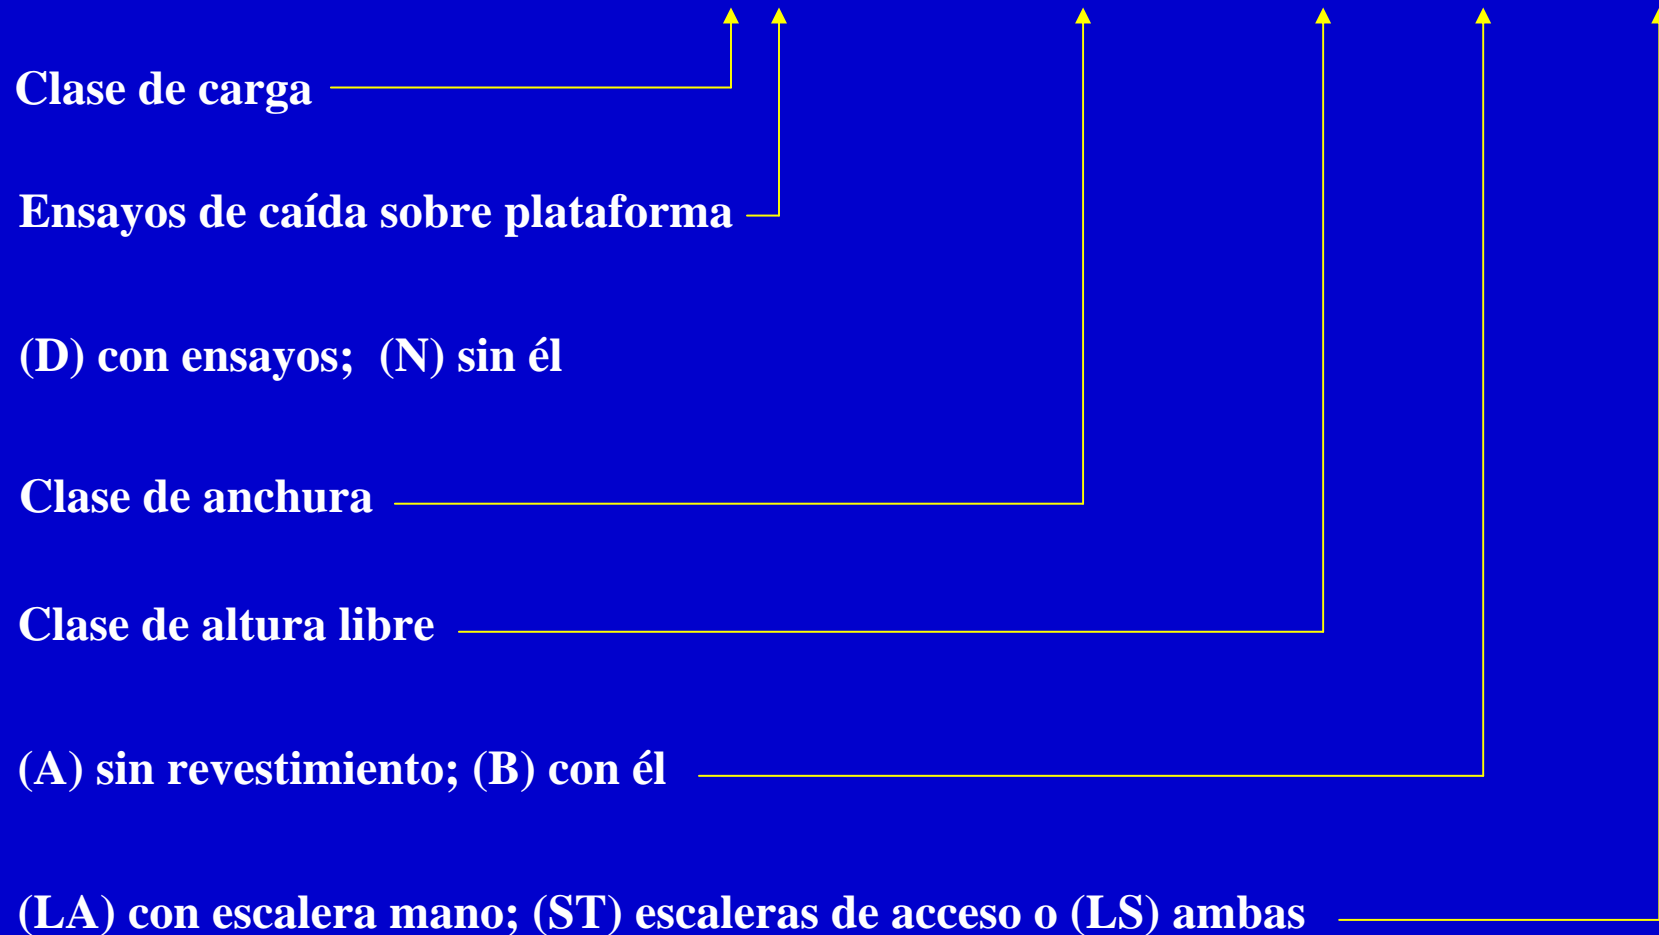 Clase de carga
Ensayos de caída sobre plataforma
(D) con ensayos;  (N) sin él
Clase de anchura
Clase de altura libre
(A) sin revestimiento; (B) con él
(LA) con escalera mano; (ST) escaleras de acceso o (LS) ambas